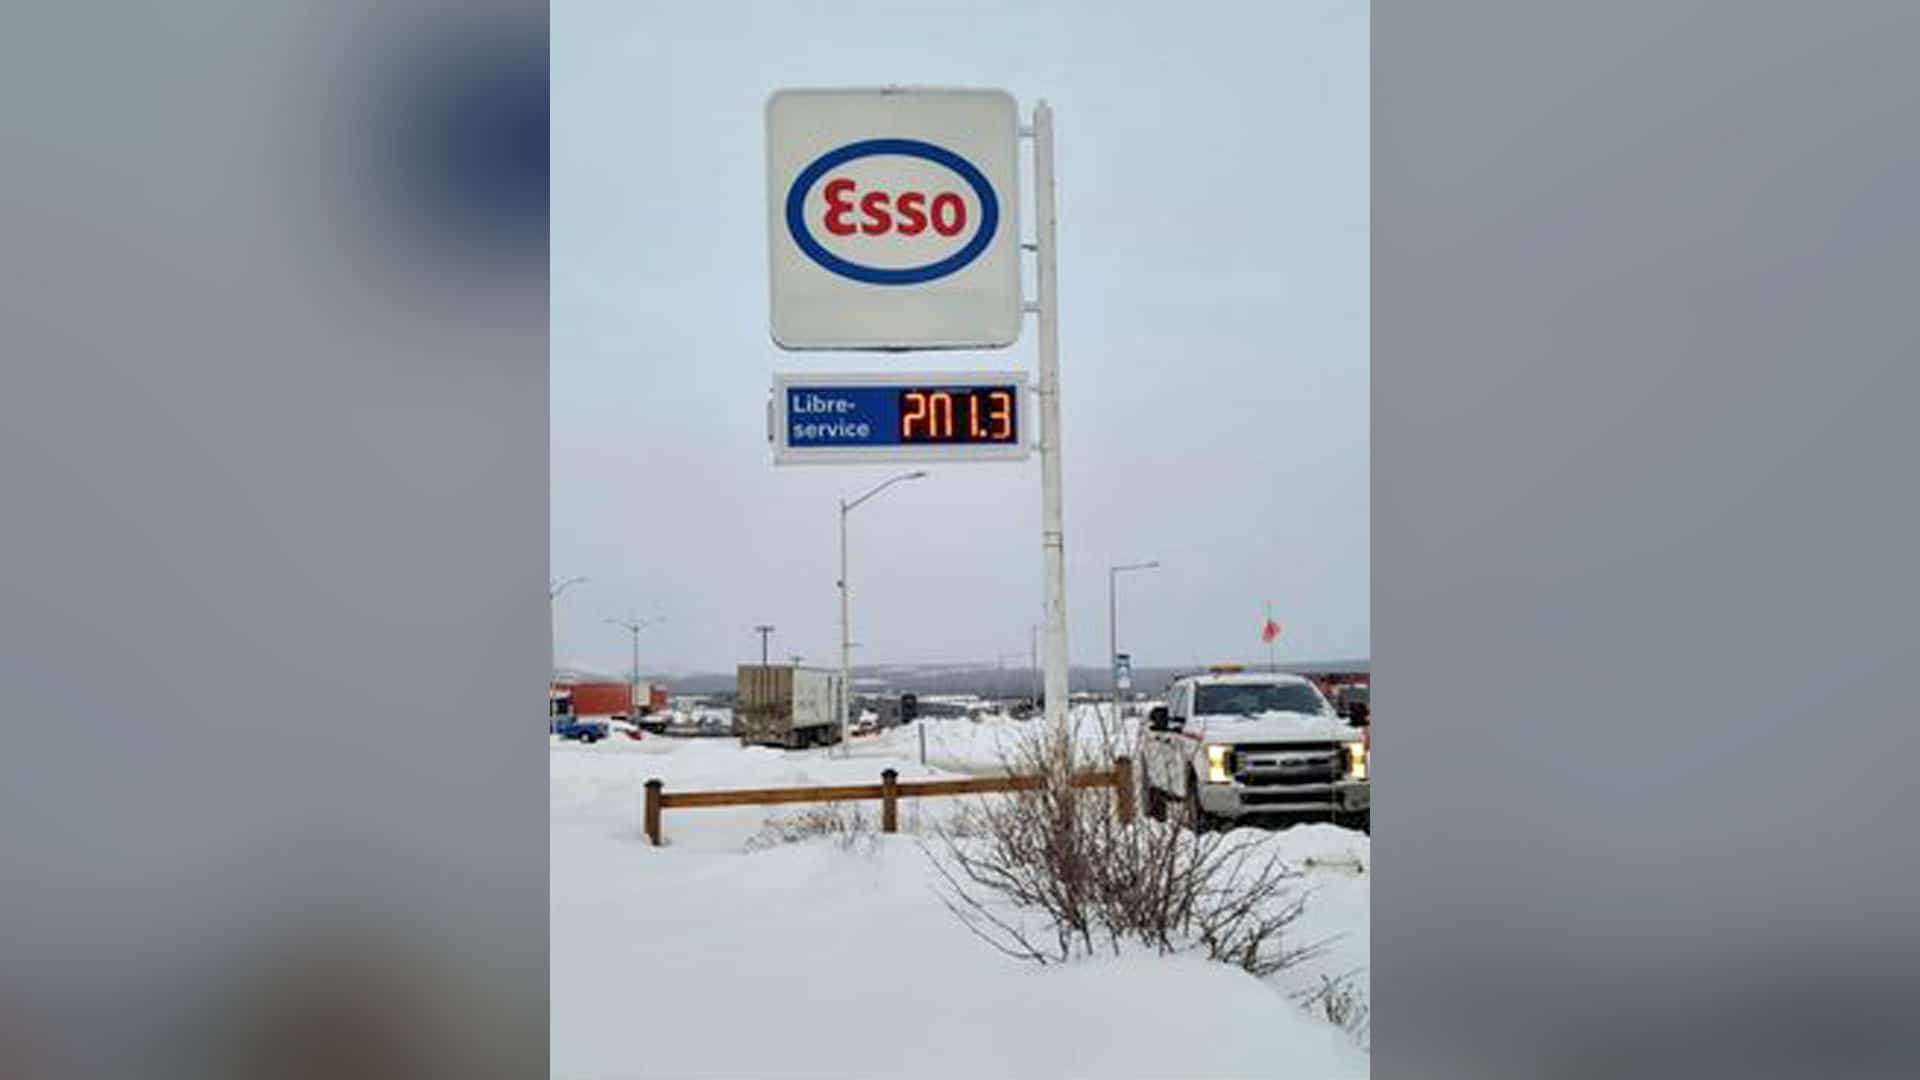 Esso
Libre-
service
201.3